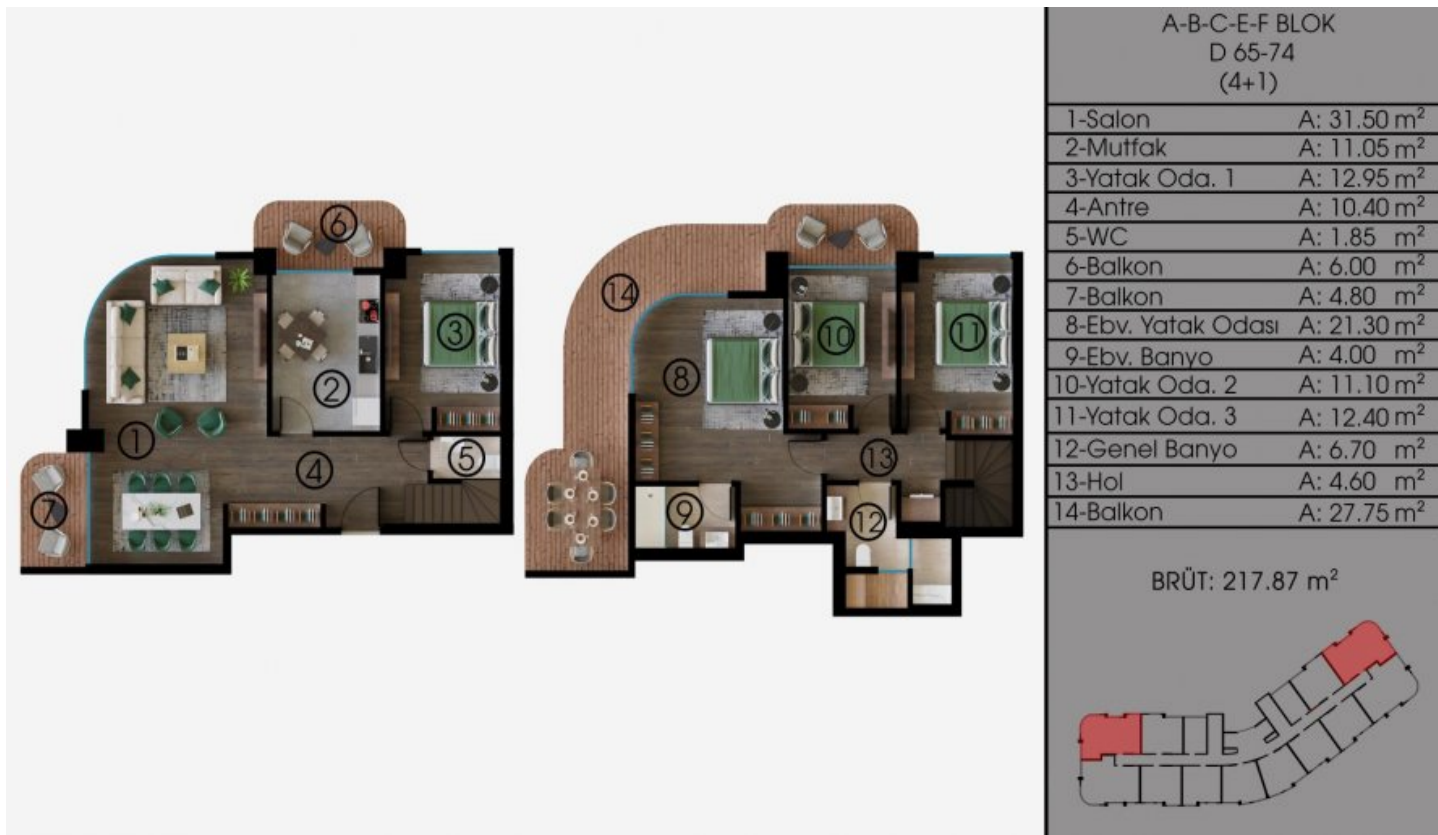 6
3
2
1
4
5
7
14
10
11
8
13
9
12
A-B-C-E-F BLOK
D 65-74
(4+1)
1-Salon A: 31.50 m²
2-Mutfak A: 11.05 m²
3-Yatak Oda. 1 A: 12.95 m²
4-Antre A: 10.40 m²
5-WC A: 1.85 m²
6-Balkon A: 6.00 m²
7-Balkon A: 4.80 m²
8-Ebv. Yatak Odası A: 21.30 m²
9-Ebv. Banyo A: 4.00 m²
10-Yatak Oda. 2 A: 11.10 m²
11-Yatak Oda. 3 A: 12.40 m²
12-Genel Banyo A: 6.70 m²
13-Hol A: 4.60 m²
14-Balkon A: 27.75 m²
BRÜT: 217.87 m²